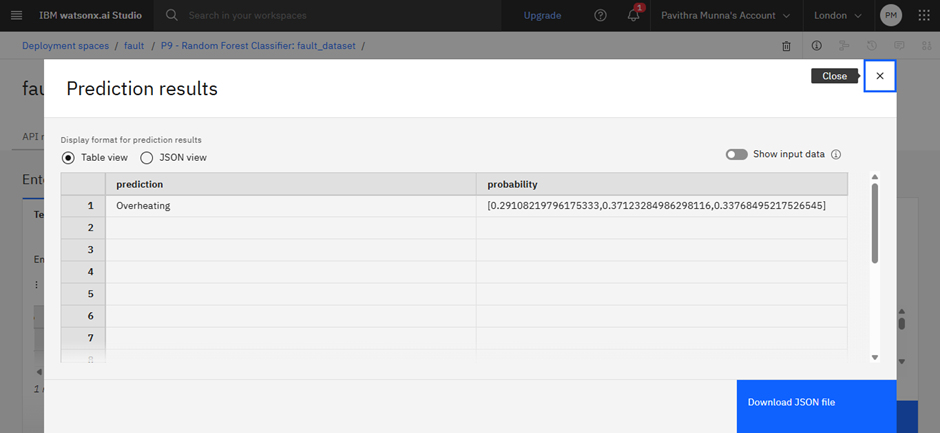 IBM watsonx.ai Studio
Search in your workspaces
Upgrade
1
Pavithra Munna's Account
London
PM
Deployment spaces / fault / P9 - Random Forest Classifier: fault_dataset /
Close
Prediction results
API r
Display format for prediction results
Table view
JSON view
Show input data
Ente
prediction
probability
1
Overheating
[0.29108219796175333,0.37123284986298116,0.33768495217526545]
2
3
4
5
6
7
8
Download JSON file